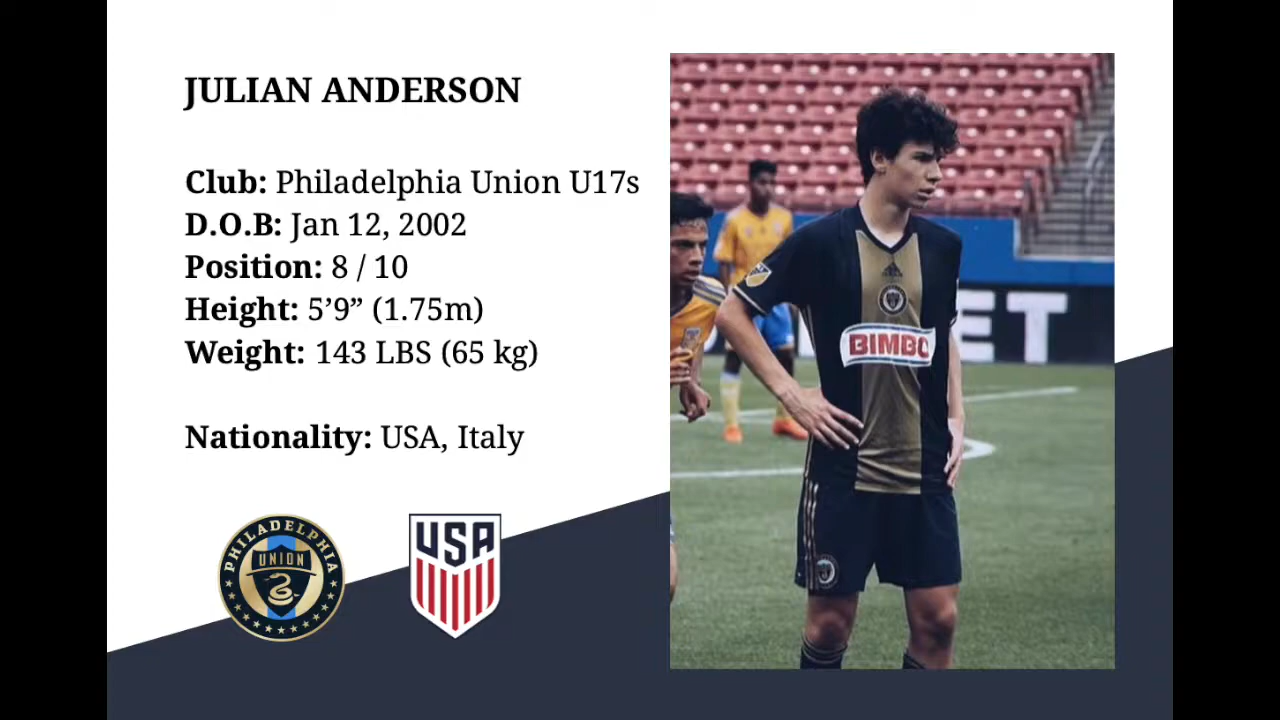 JULIAN ANDERSON
Club: Philadelphia Union U17s
D.O.B: Jan 12, 2002
Position: 8 / 10
Height: 5’9” (1.75m)
Weight: 143 LBS (65 kg)
Nationality: USA, Italy
PHILADELPHIA
UNION
USA
BIMBO
ET